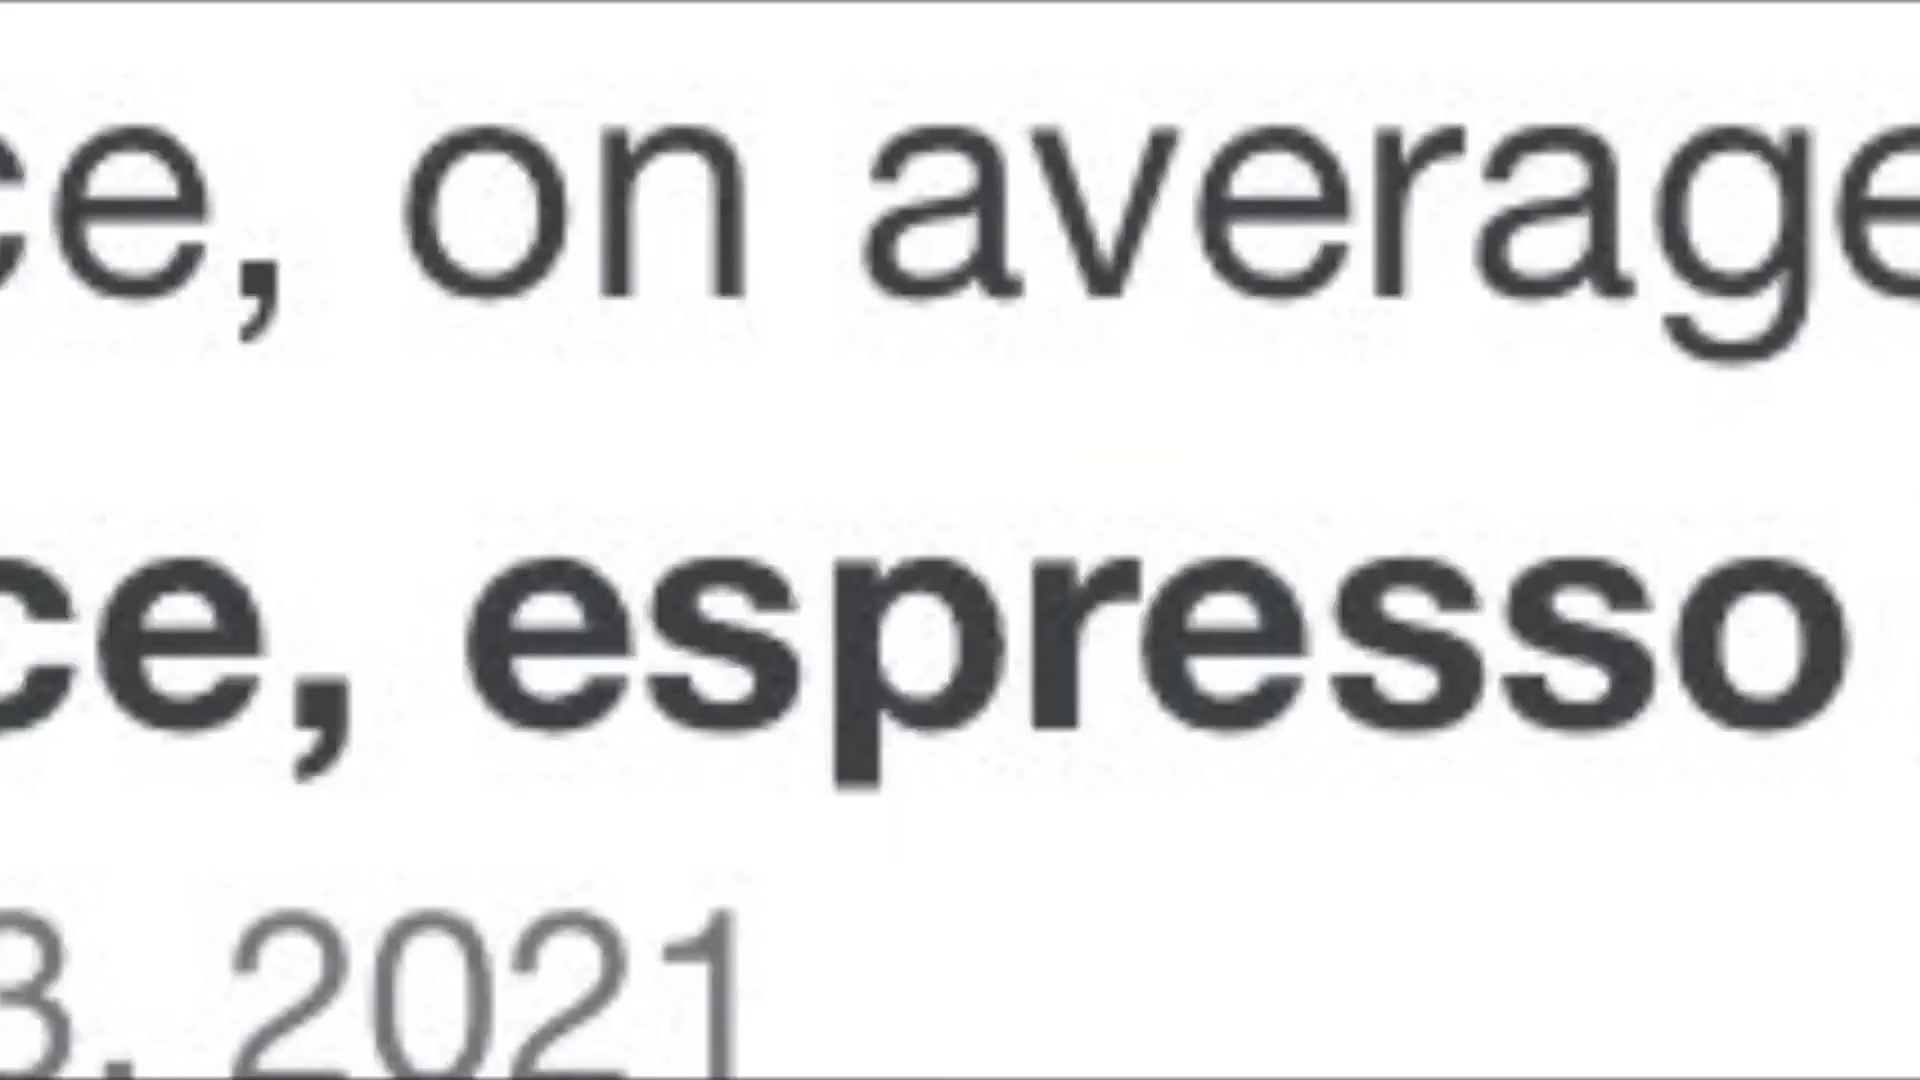 ce, on average
ce, espresso
3, 2021